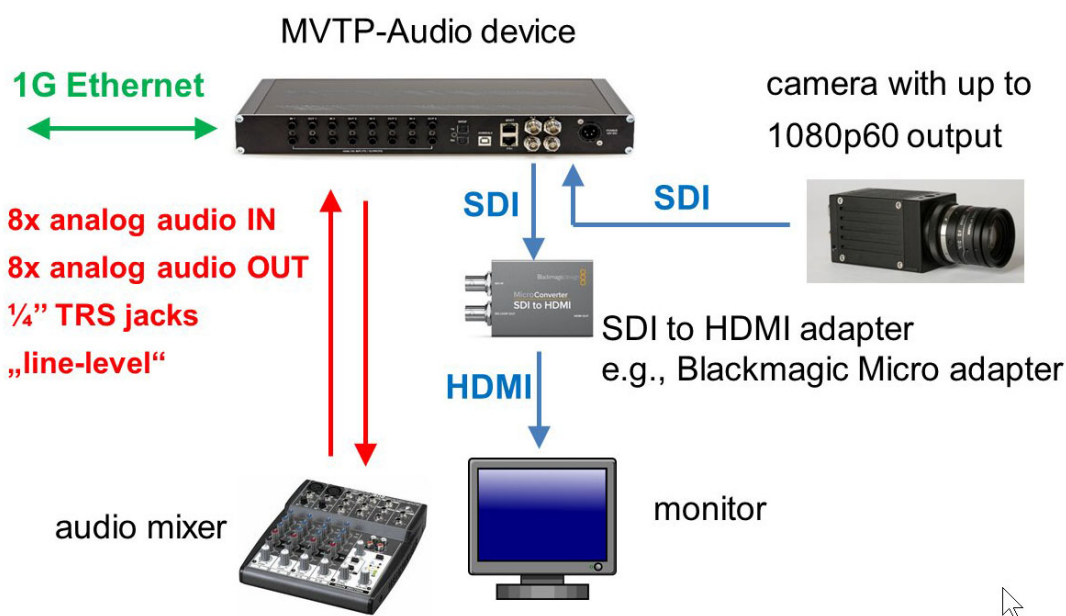 MVTP-Audio device
1G Ethernet
camera with up to
1080p60 output
SDI
SDI
8x analog audio IN
8x analog audio OUT
¼” TRS jacks
„line-level“
Blackmagicdesign
MicroConverter
SDI to HDMI
SDI to HDMI adapter
e.g., Blackmagic Micro adapter
HDMI
audio mixer
monitor